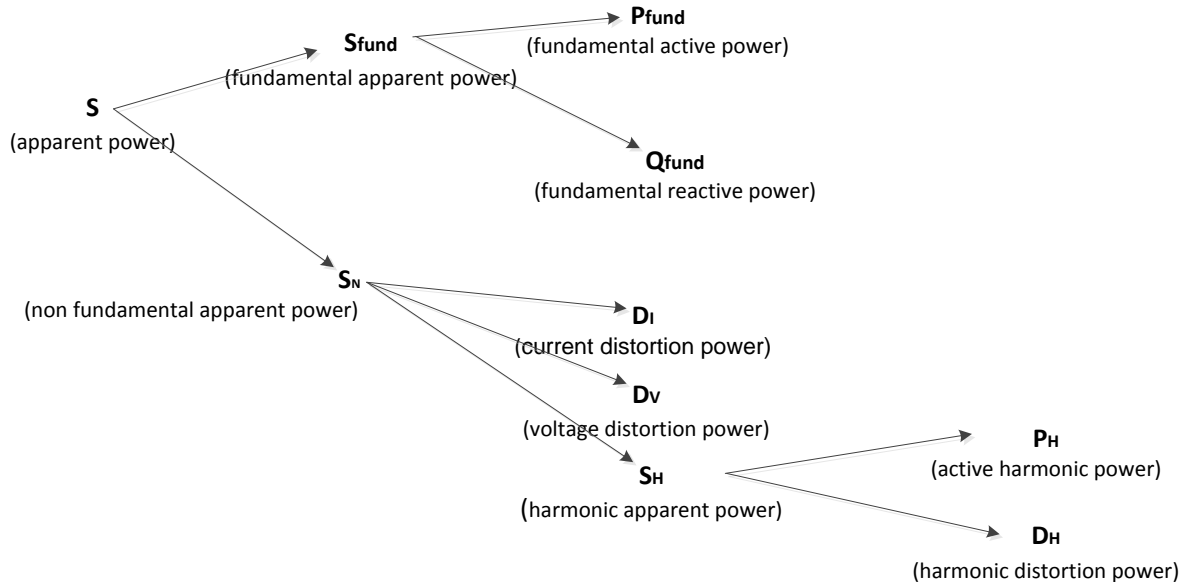 Pfund
(fundamental active power)
Sfund
(fundamental apparent power)
S
(apparent power)
Qfund
(fundamental reactive power)
SN
(non fundamental apparent power)
DI
(current distortion power)
DV
(voltage distortion power)
SH
(harmonic apparent power)
PH
(active harmonic power)
DH
(harmonic distortion power)